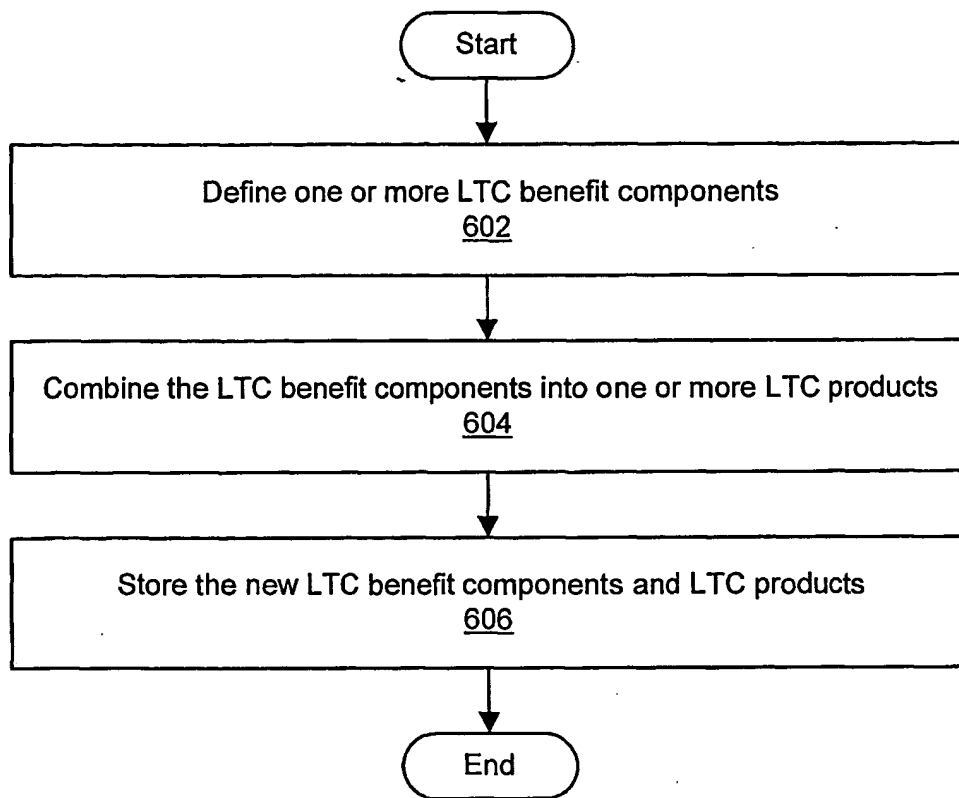 Start
Define one or more LTC benefit components
602
Combine the LTC benefit components into one or more LTC products
604
Store the new LTC benefit components and LTC products
606
End